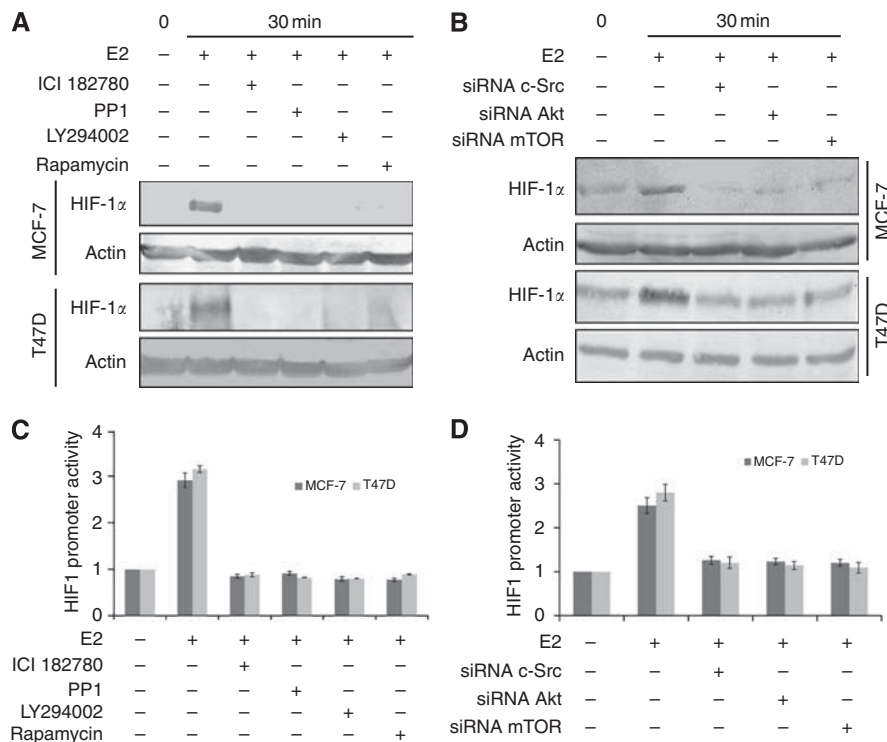 A
0 30 min
E2 – + + + + +
ICI 182780 – – + – – –
PP1 – – – + – –
LY294002 – – – – + –
Rapamycin – – – – – +
MCF-7
HIF-1α
Actin
T47D
HIF-1α
Actin
B
0 30 min
E2 – + + + +
siRNA c-Src – – + – –
siRNA Akt – – – + –
siRNA mTOR – – – – +
HIF-1α
Actin
MCF-7
HIF-1α
Actin
T47D
C
HIF1 promoter activity
4
3
2
1
0
MCF-7 T47D
E2 – + + + + +
ICI 182780 – – + – – –
PP1 – – – + – –
LY294002 – – – – + –
Rapamycin – – – – – +
D
HIF1 promoter activity
4
3
2
1
0
MCF-7 T47D
E2 – + + + +
siRNA c-Src – – + – –
siRNA Akt – – – + –
siRNA mTOR – – – – +